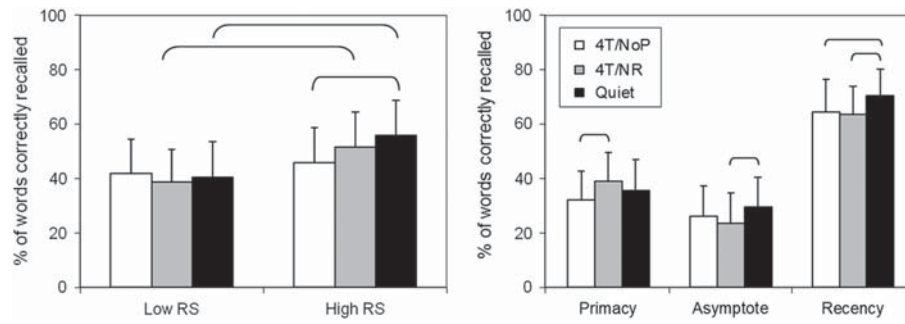 % of words correctly recalled
100
80
60
40
20
0
Low RS
High RS
% of words correctly recalled
100
80
60
40
20
0
4T/NoP
4T/NR
Quiet
Primacy
Asymptote
Recency